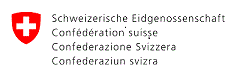 Schweizerische Eidgenossenschaft
Confédération suisse
Confederazione Svizzera
Confederaziun svizra